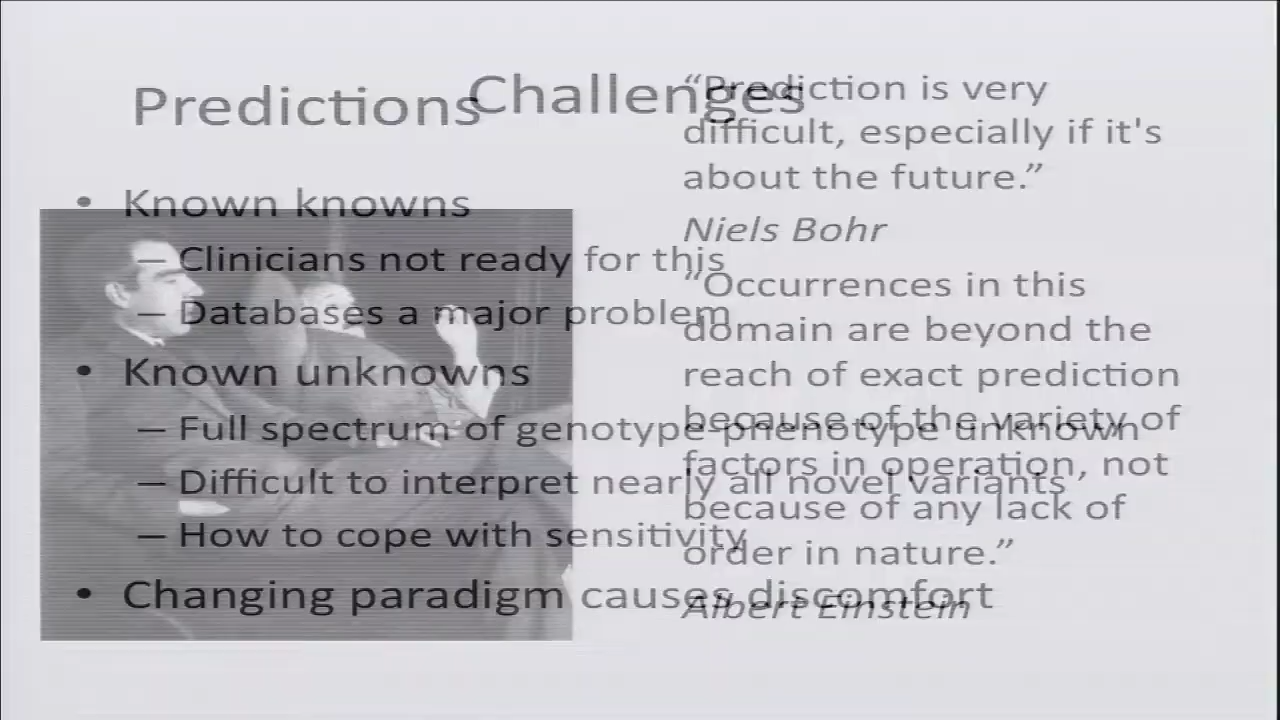 Challenges
• Known knowns
– Clinicians not ready for this
– Databases a major problem
• Known unknowns
– Full spectrum of genotype-phenotype unknown
– Difficult to interpret nearly all novel variants
– How to cope with sensitivity
• Changing paradigm causes discomfort
Predictions
“Prediction is very
difficult, especially if it's
about the future.”
Niels Bohr
“Occurrences in this
domain are beyond the
reach of exact prediction
because of the variety of
factors in operation, not
because of any lack of
order in nature.”
Albert Einstein